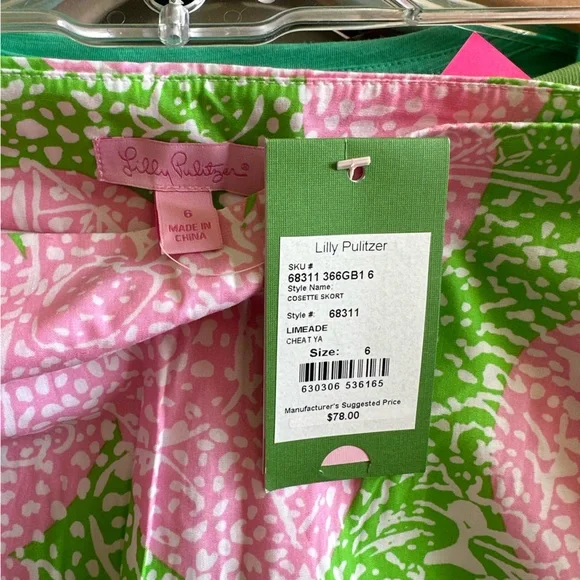 Lilly Pulitzer®
6
MADE IN
CHINA
Lilly Pulitzer
SKU #
68311 366GB1 6
Style Name:
COSETTE SKORT
Style #: 68311
LIMEADE
CHEAT YA
Size: 6
630306 536165
Manufacturer's Suggested Price
$78.00